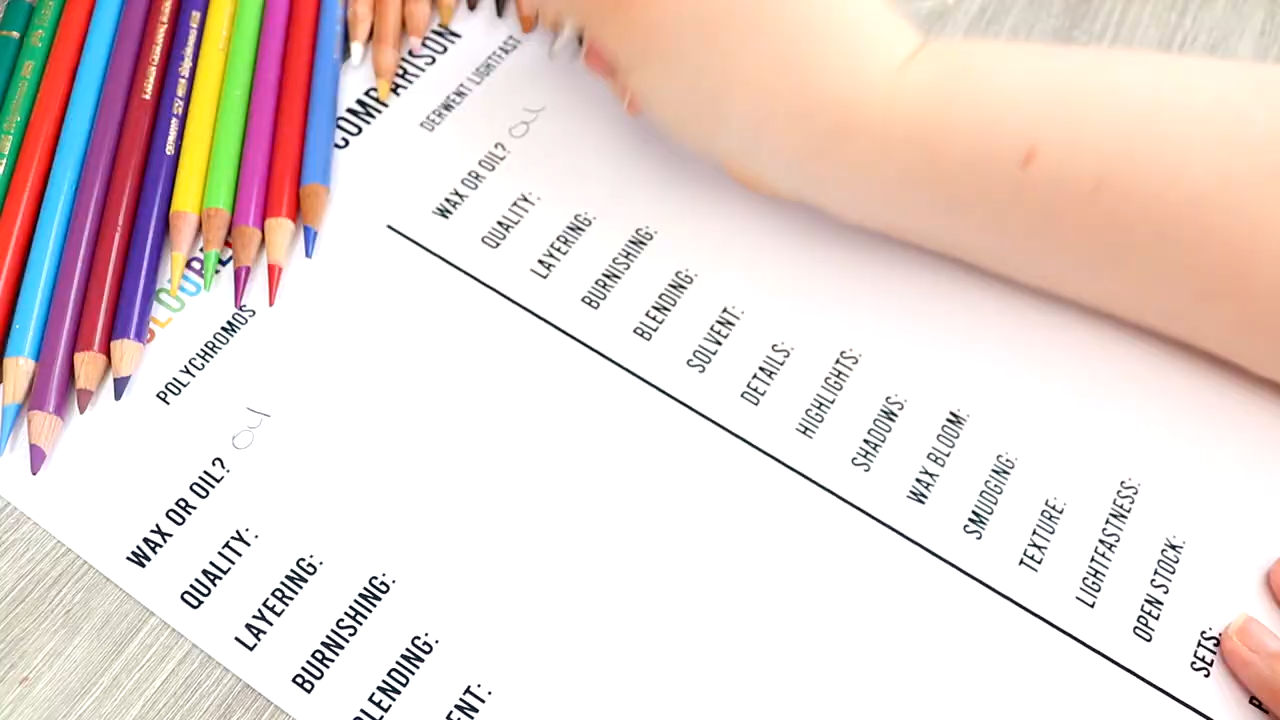 COMPARISON
POLYCHROMOS
WAX OR OIL? oil
QUALITY:
LAYERING:
BURNISHING:
BLENDING:
DERWENT LIGHTFAST
WAX OR OIL? oil
QUALITY:
LAYERING:
BURNISHING:
BLENDING:
SOLVENT:
DETAILS:
HIGHLIGHTS:
SHADOWS:
WAX BLOOM:
SMUDGING:
TEXTURE:
LIGHTFASTNESS:
OPEN STOCK:
SETS: